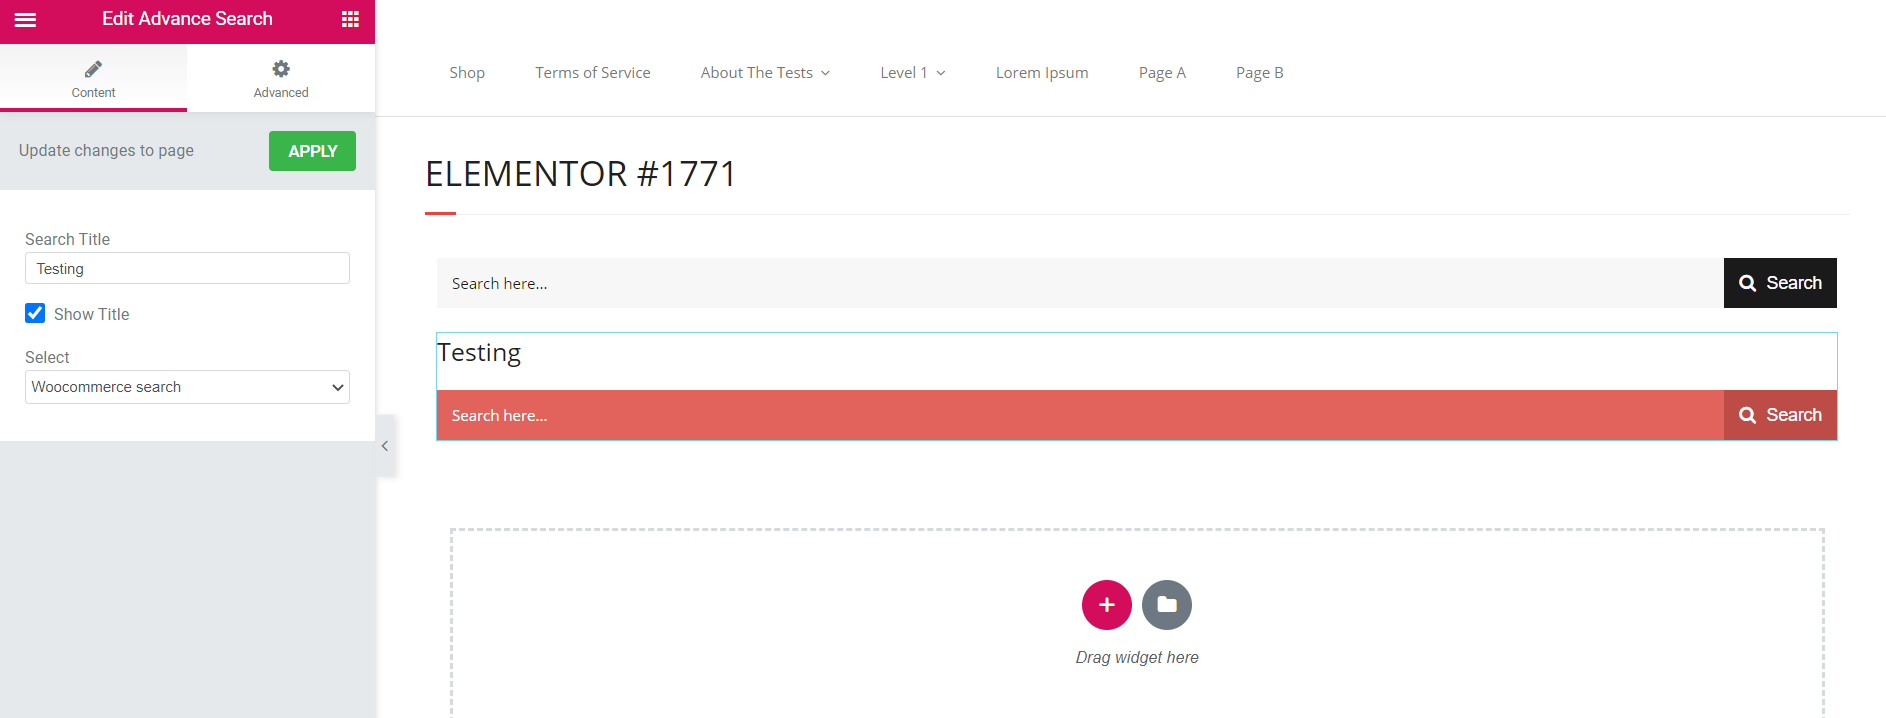 Edit Advance Search
Content
Advanced
Update changes to page
APPLY
Search Title
Testing
Show Title
Select
Woocommerce search
Shop
Terms of Service
About The Tests
Level 1
Lorem Ipsum
Page A
Page B
ELEMENTOR #1771
Search here...
Search
Testing
Search here...
Search
Drag widget here